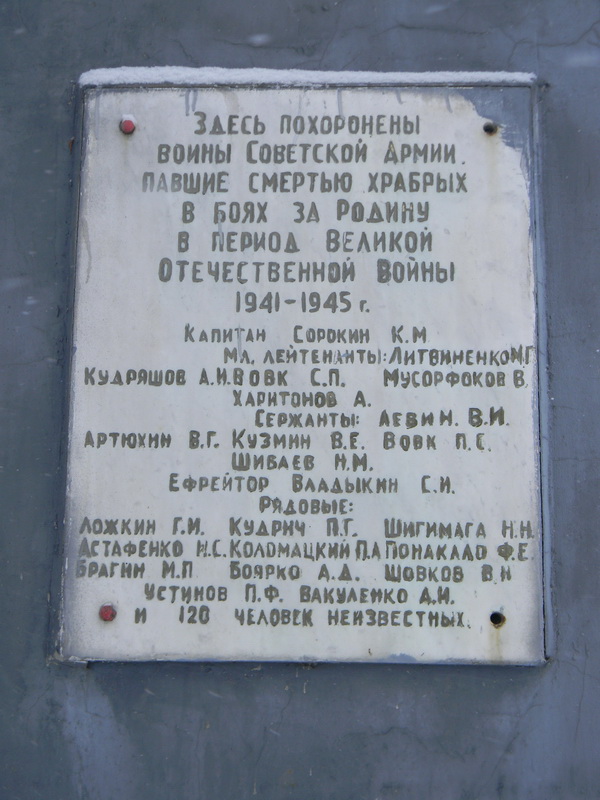 Здесь похоронены
воины Советской Армии,
павшие смертью храбрых
в боях за Родину
в период Великой
Отечественной Войны
1941-1945 г.
Капитан Сорокин К.М
Мл. лейтенанты: Литвиненко М.Г
Кудряшов А.И. Вовк С.П. Мусорфоков В.
Харитонов А.
Сержанты: Левин. В.И.
Артюхин В.Г. Кузмин В.Е. Вовк П.С.
Шибаев Н.М.
Ефрейтор Владыкин С.И.
Рядовые:
Ложкин Г.И. Кудрич П.Г. Шигимага Н.Н.
Астафенко Н.С. Коломацкий П.А Понакало Ф.Е.
Брагин М.П Боярко А.Д. Шовков В.Н
Устинов П.Ф. Вакуленко Д.И.
и 120 человек неизвестных.